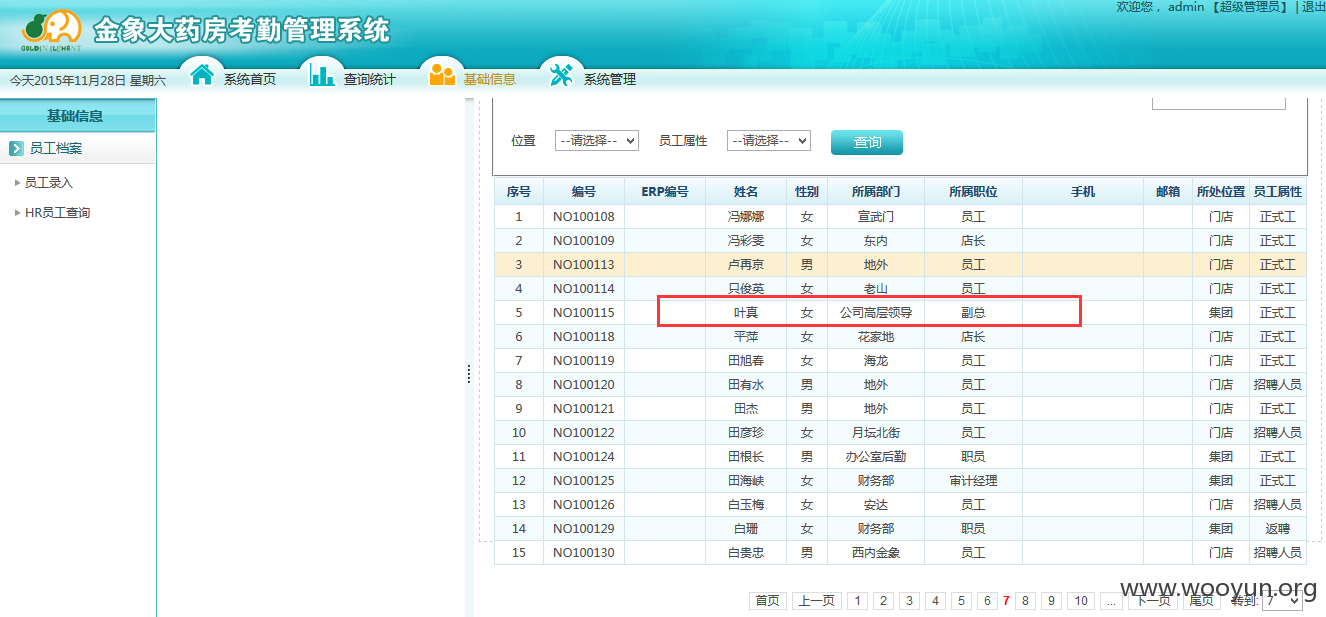 欢迎您， admin 【超级管理员】 | 退出
GOLDEN ELEPHANT
金象大药房考勤管理系统
今天2015年11月28日 星期六 系统首页 查询统计 基础信息 系统管理
基础信息
员工档案
员工录入
HR员工查询
位置 --请选择-- 员工属性 --请选择-- 查询
序号 编号 ERP编号 姓名 性别 所属部门 所属职位 手机 邮箱 所处位置 员工属性
1 NO100108 冯娜娜 女 宣武门 员工 门店 正式工
2 NO100109 冯彩雯 女 东内 店长 门店 正式工
3 NO100113 卢再京 男 地外 员工 门店 正式工
4 NO100114 只俊英 女 老山 员工 门店 正式工
5 NO100115 叶真 女 公司高层领导 副总 集团 正式工
6 NO100118 平萍 女 花家地 店长 门店 正式工
7 NO100119 田旭春 女 海龙 员工 门店 正式工
8 NO100120 田有水 男 地外 员工 门店 招聘人员
9 NO100121 田杰 男 地外 员工 门店 正式工
10 NO100122 田彦珍 女 月坛北街 员工 门店 招聘人员
11 NO100124 田根长 男 办公室后勤 职员 集团 正式工
12 NO100125 田海峡 女 财务部 审计经理 集团 正式工
13 NO100126 白玉梅 女 安达 员工 门店 招聘人员
14 NO100129 白珊 女 财务部 职员 集团 返聘
15 NO100130 白贵忠 男 西内金象 员工 门店 招聘人员
首页 上一页 1 2 3 4 5 6 7 8 9 10 ... 下一页 尾页 转到: 7
www.wooyun.org